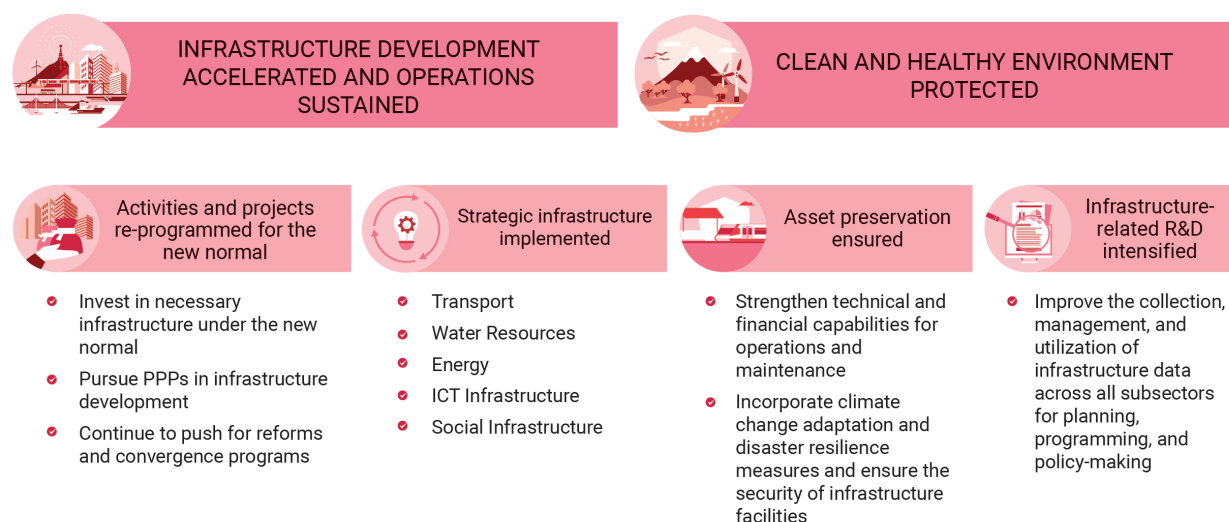 INFRASTRUCTURE DEVELOPMENT
ACCELERATED AND OPERATIONS
SUSTAINED
CLEAN AND HEALTHY ENVIRONMENT
PROTECTED
Activities and projects
re-programmed for the
new normal
Invest in necessary
infrastructure under the new
normal
Pursue PPPs in infrastructure
development
Continue to push for reforms
and convergence programs
Strategic infrastructure
implemented
Transport
Water Resources
Energy
ICT Infrastructure
Social Infrastructure
Asset preservation
ensured
Strengthen technical and
financial capabilities for
operations and
maintenance
Incorporate climate
change adaptation and
disaster resilience
measures and ensure the
security of infrastructure
facilities
Infrastructure-
related R&D
intensified
Improve the collection,
management, and
utilization of
infrastructure data
across all subsectors
for planning,
programming, and
policy-making